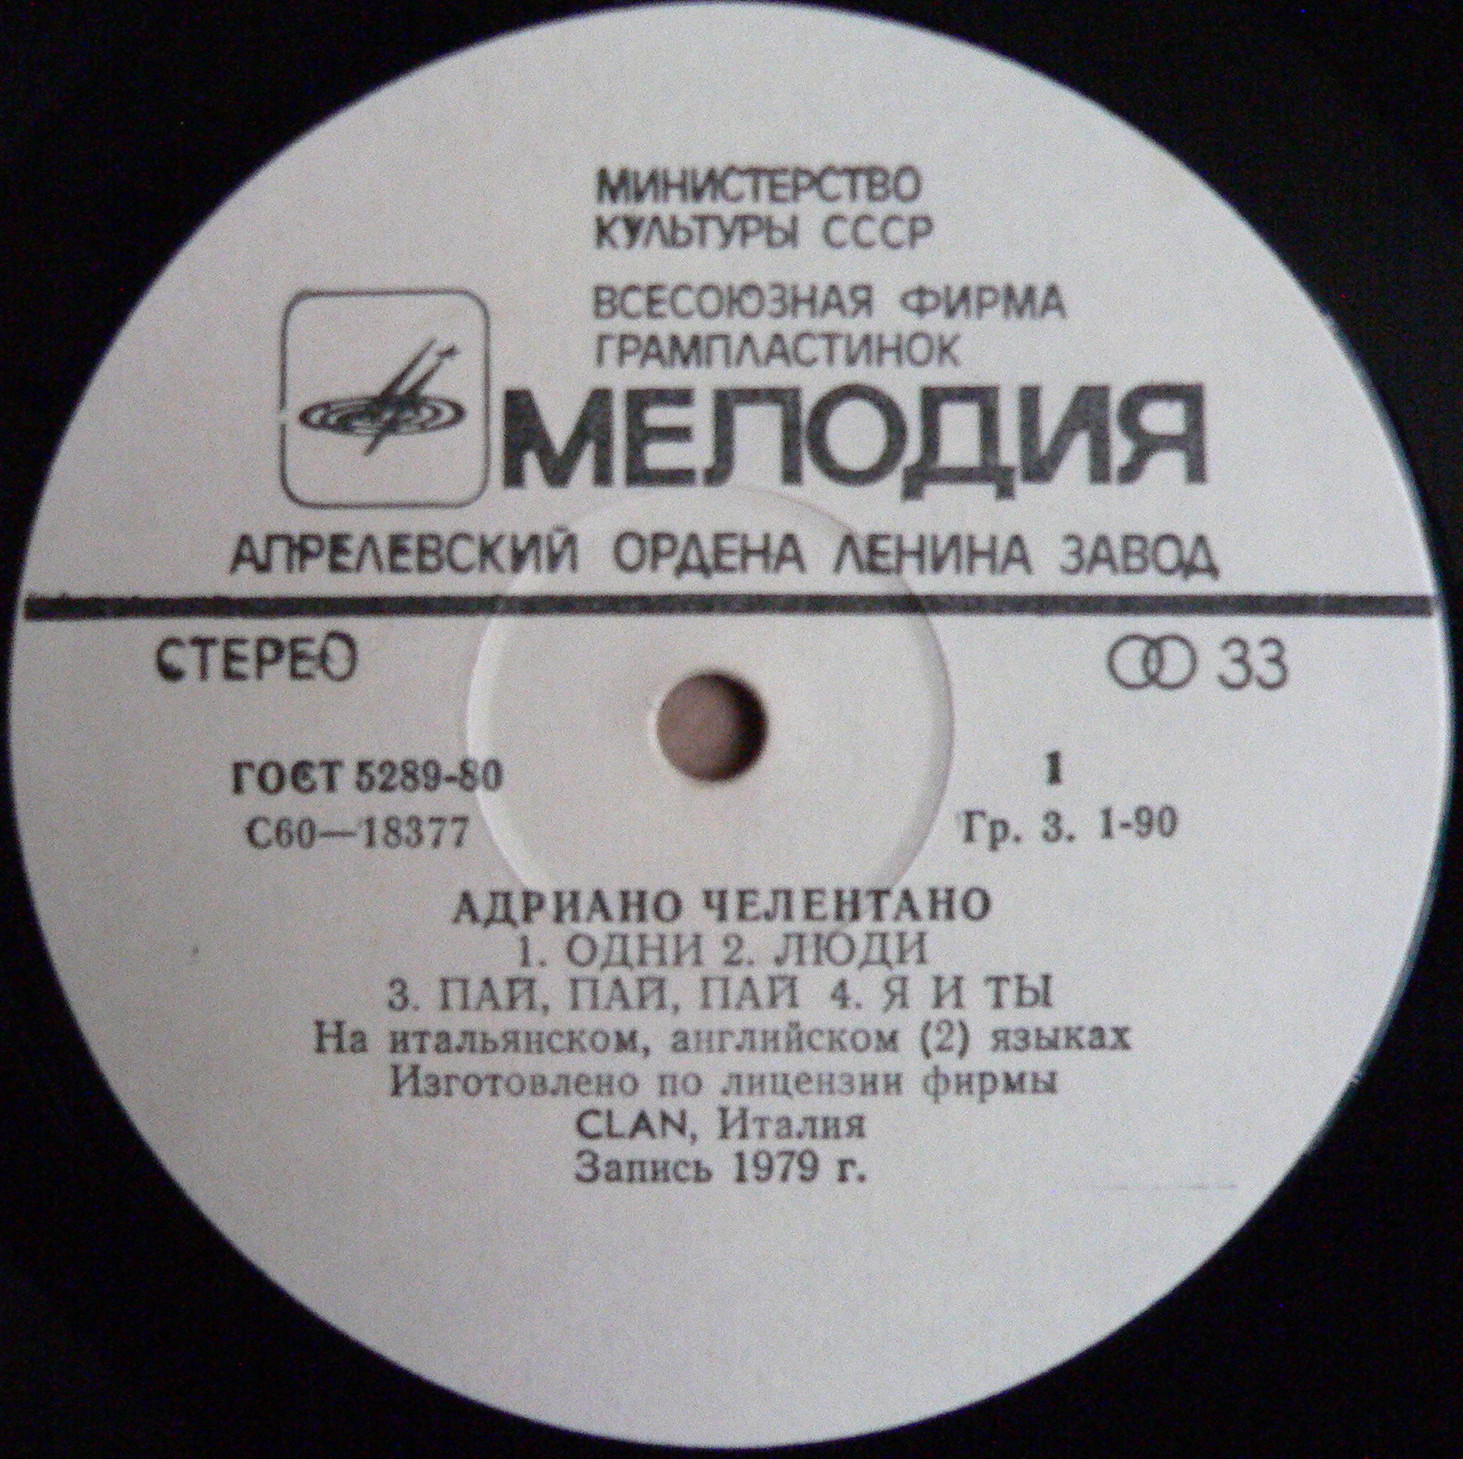 МИНИСТЕРСТВО
КУЛЬТУРЫ СССР
ВСЕСОЮЗНАЯ ФИРМА
ГРАМПЛАСТИНОК
МЕЛОДИЯ
АПРЕЛЕВСКИЙ ОРДЕНА ЛЕНИНА ЗАВОД
СТЕРЕО 33
ГОСТ 5289-80 1
С60—18377 Гр. 3. 1-90
АДРИАНО ЧЕЛЕНТАНО
1. ОДНИ 2. ЛЮДИ
3. ПАЙ, ПАЙ, ПАЙ 4. Я И ТЫ
На итальянском, английском (2) языках
Изготовлено по лицензии фирмы
CLAN, Италия
Запись 1979 г.